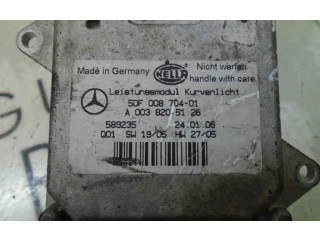 Made in Germany
HELLA
Nicht werfen
handle with care
Leistungsmodul Kurvenlicht
5DF 008 704-01
A 003 820 51 26
589235 24.01.06
Q01 SW 19/05 HW 27/05